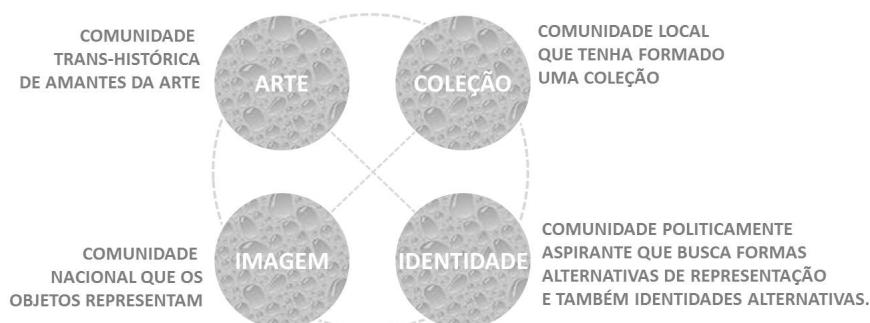 COMUNIDADE
TRANS-HISTÓRICA
DE AMANTES DA ARTE
ARTE
COLEÇÃO
COMUNIDADE LOCAL
QUE TENHA FORMADO
UMA COLEÇÃO
COMUNIDADE
NACIONAL QUE OS
OBJETOS REPRESENTAM
IMAGEM
IDENTIDADE
COMUNIDADE POLITICAMENTE
ASPIRANTE QUE BUSCA FORMAS
ALTERNATIVAS DE REPRESENTAÇÃO
E TAMBÉM IDENTIDADES ALTERNATIVAS.